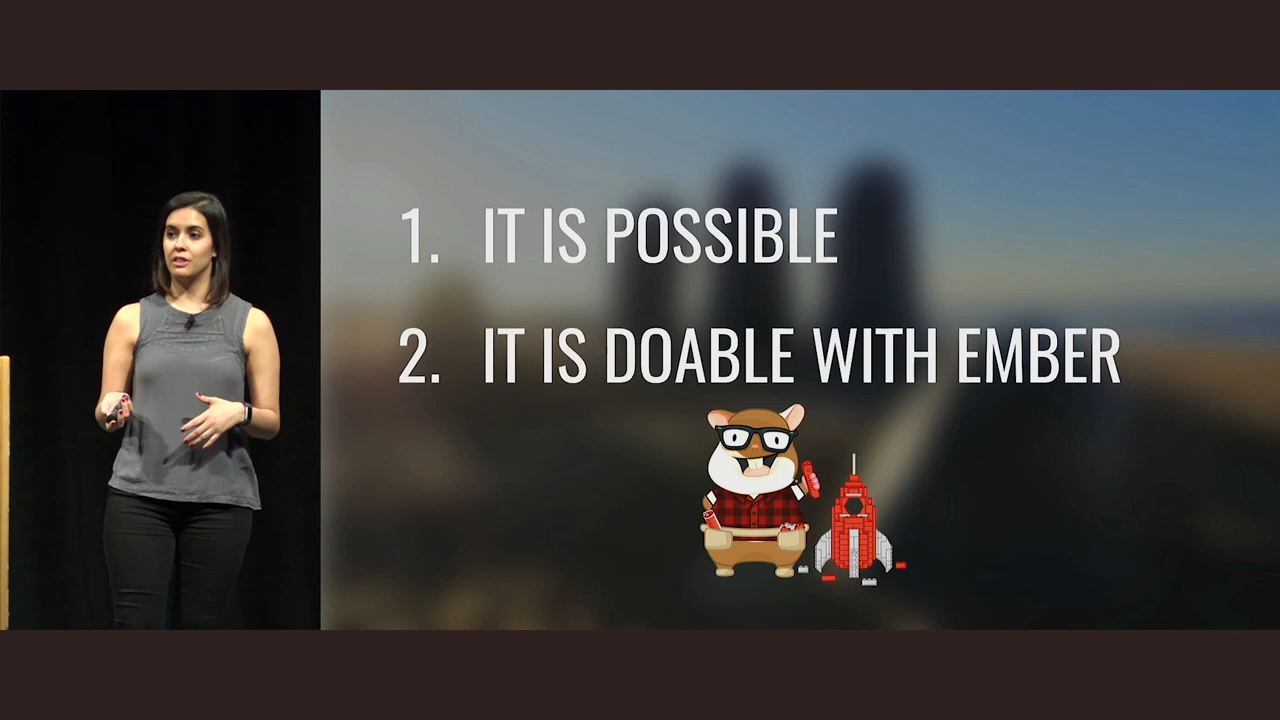 1. IT IS POSSIBLE
2. IT IS DOABLE WITH EMBER